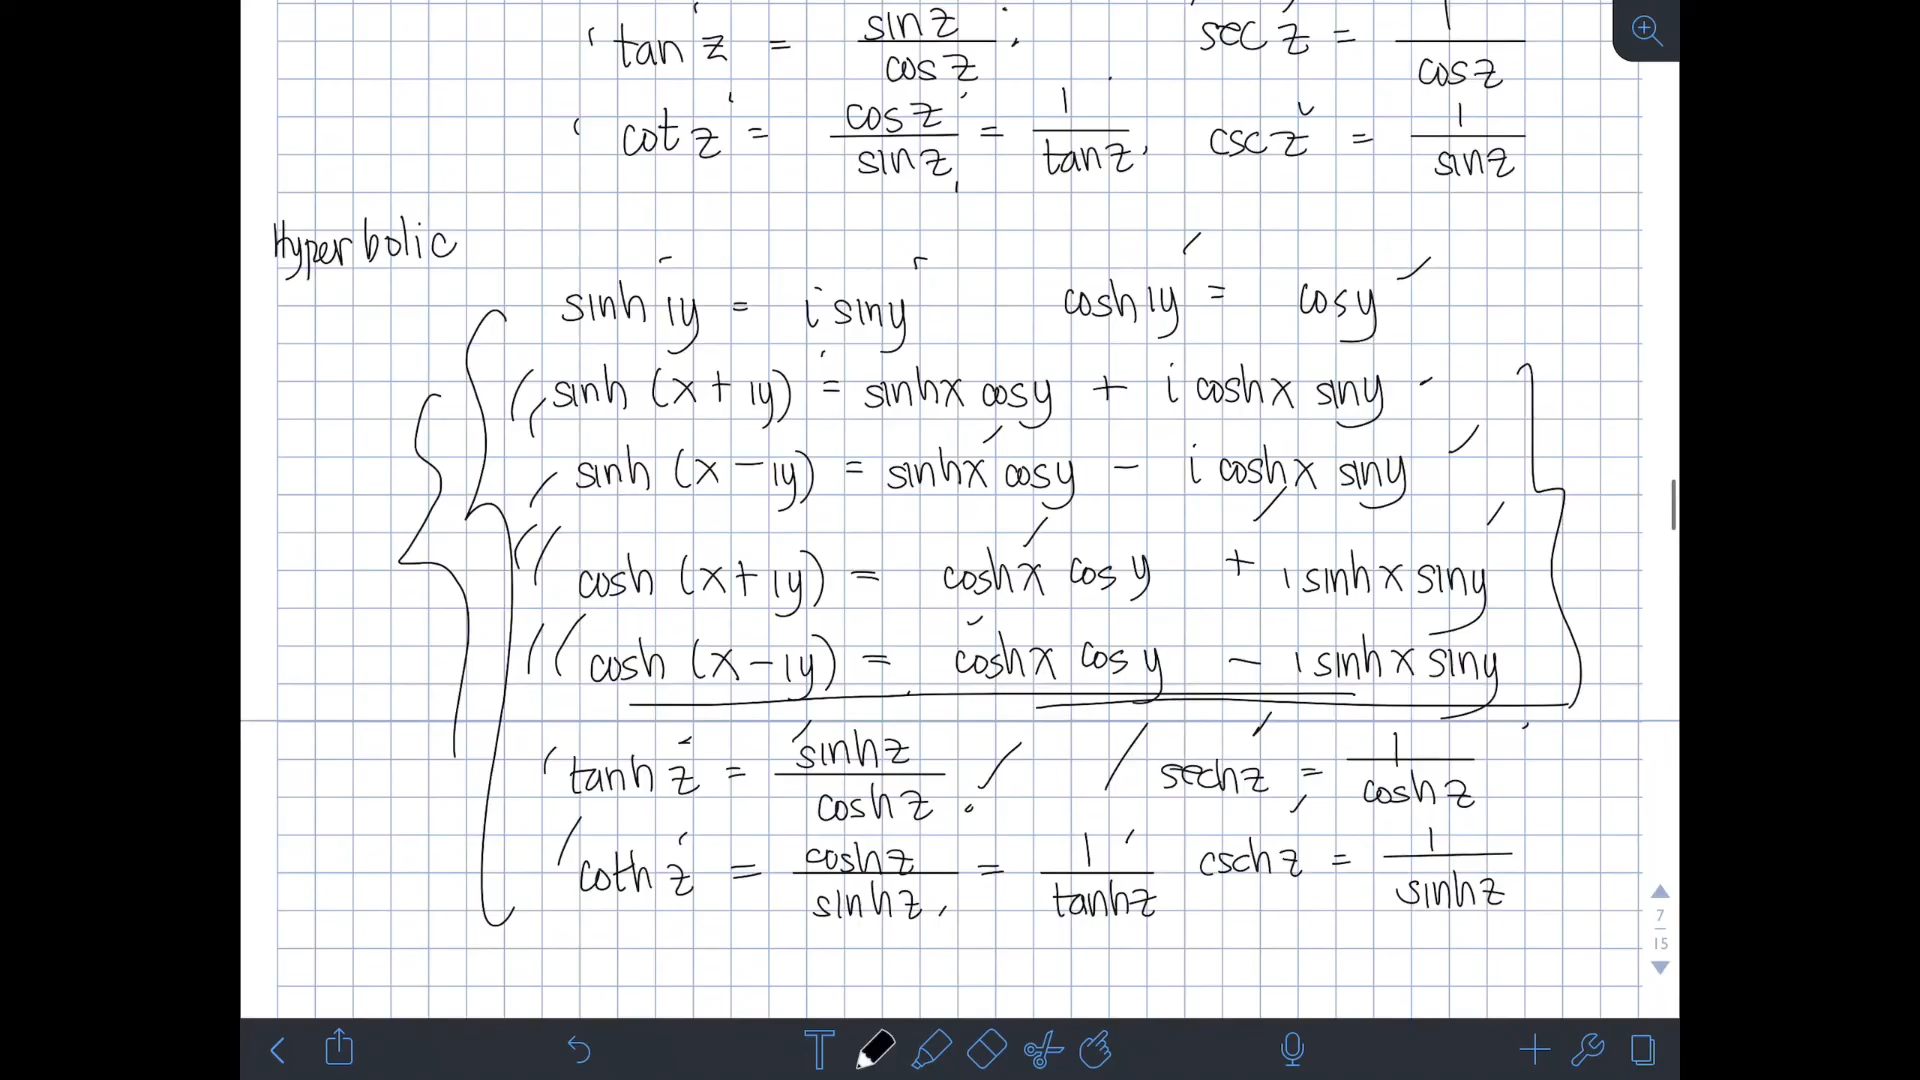 tan z = sin z / cos z . sec z = 1 / cos z
cot z = cos z / sin z = 1 / tan z , csc z = 1 / sin z
Hyperbolic
sinh iy = i sin y cosh iy = cos y
sinh (x + iy) = sinh x cos y + i cosh x sin y
sinh (x - iy) = sinh x cos y - i cosh x sin y
cosh (x + iy) = cosh x cos y + i sinh x sin y
cosh (x - iy) = cosh x cos y - i sinh x sin y
tanh z = sinh z / cosh z . sech z = 1 / cosh z
coth z = cosh z / sinh z = 1 / tanh z csch z = 1 / sinh z
7
15
T